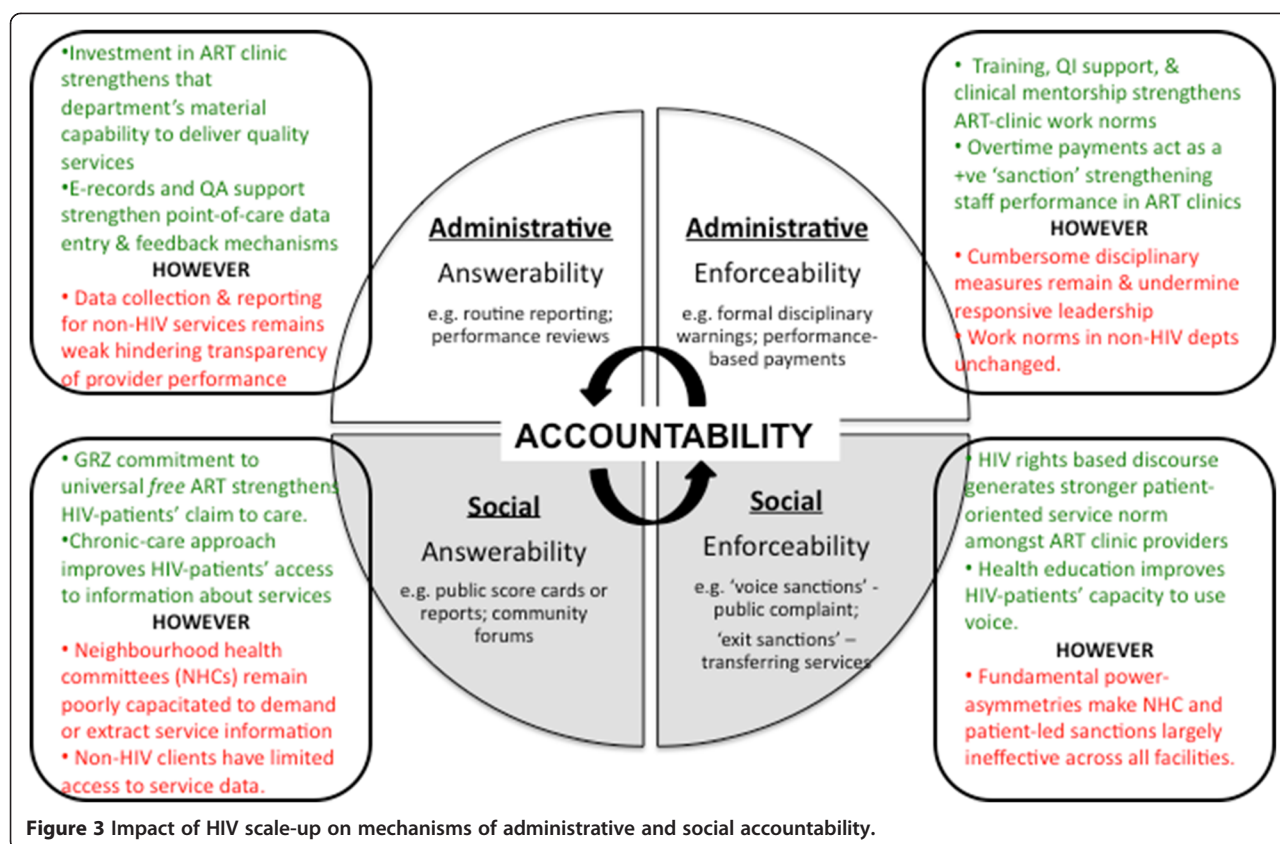 •Investment in ART clinic
strengthens that
department's material
capability to deliver quality
services
•E-records and QA support
strengthen point-of-care data
entry & feedback mechanisms
HOWEVER
• Data collection & reporting
for non-HIV services remains
weak hindering transparency
of provider performance
Administrative
Answerability
e.g. routine reporting;
performance reviews
Administrative
Enforceability
e.g. formal disciplinary
warnings; performance-
based payments
• Training, QI support, &
clinical mentorship strengthens
ART-clinic work norms
• Overtime payments act as a
+ve 'sanction' strengthening
staff performance in ART clinics
HOWEVER
• Cumbersome disciplinary
measures remain & undermine
responsive leadership
• Work norms in non-HIV depts
unchanged.
ACCOUNTABILITY
• GRZ commitment to
universal free ART strengthens
HIV-patients' claim to care.
•Chronic-care approach
improves HIV-patients' access
to information about services
HOWEVER
• Neighbourhood health
committees (NHCs) remain
poorly capacitated to demand
or extract service information
• Non-HIV clients have limited
access to service data.
Social
Answerability
e.g. public score cards or
reports; community
forums
Social
Enforceability
e.g. 'voice sanctions' -
public complaint;
'exit sanctions' –
transferring services
• HIV rights based discourse
generates stronger patient-
oriented service norm
amongst ART clinic providers
• Health education improves
HIV-patients' capacity to use
voice.
HOWEVER
• Fundamental power-
asymmetries make NHC and
patient-led sanctions largely
ineffective across all facilities.
Figure 3 Impact of HIV scale-up on mechanisms of administrative and social accountability.